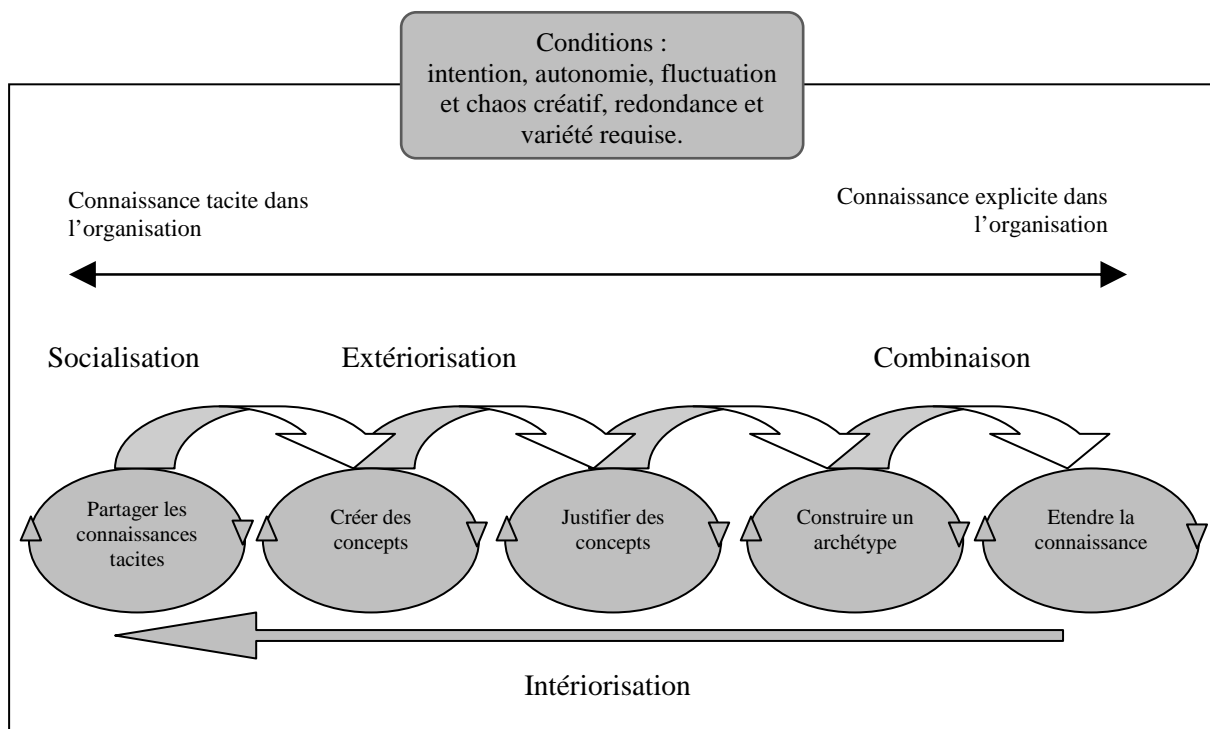 Conditions :
intention, autonomie, fluctuation
et chaos créatif, redondance et
variété requise.
Connaissance tacite dans
l’organisation
Connaissance explicite dans
l’organisation
Socialisation
Extériorisation
Combinaison
Partager les
connaissances
tacites
Créer des
concepts
Justifier des
concepts
Construire un
archétype
Etendre la
connaissance
Intériorisation